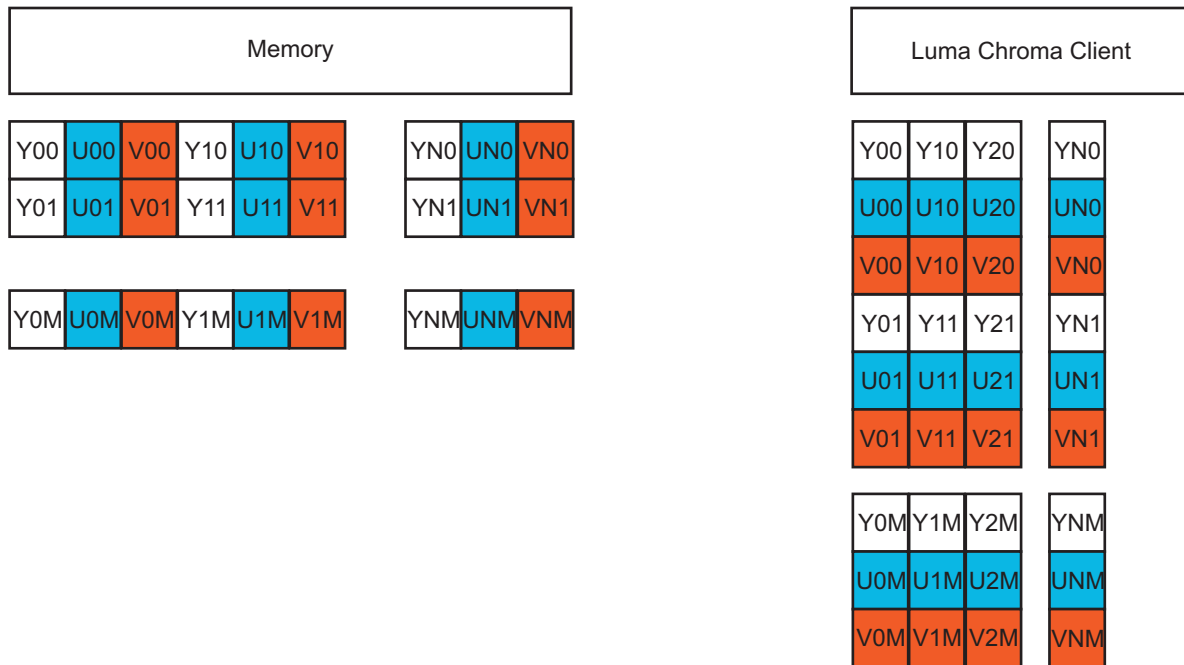 Memory
Y00 U00 V00 Y10 U10 V10 YN0 UN0 VN0
Y01 U01 V01 Y11 U11 V11 YN1 UN1 VN1
Y0M U0M V0M Y1M U1M V1M YNM UNM VNM
Luma Chroma Client
Y00 Y10 Y20 YN0
U00 U10 U20 UN0
V00 V10 V20 VN0
Y01 Y11 Y21 YN1
U01 U11 U21 UN1
V01 V11 V21 VN1
Y0M Y1M Y2M YNM
U0M U1M U2M UNM
V0M V1M V2M VNM